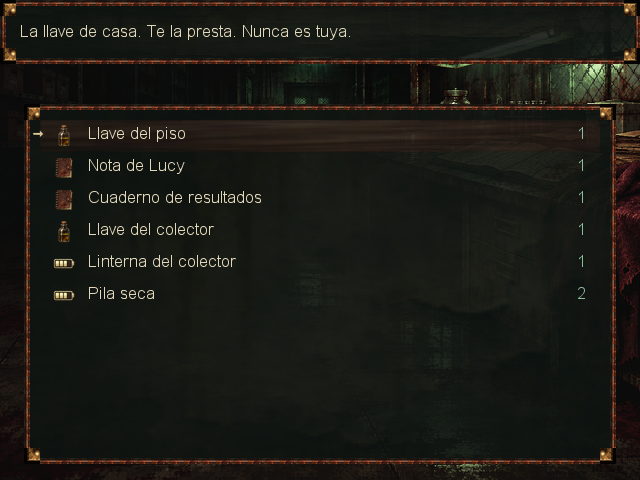 La llave de casa. Te la presta. Nunca es tuya.
Llave del piso 1
Nota de Lucy 1
Cuaderno de resultados 1
Llave del colector 1
Linterna del colector 1
Pila seca 2